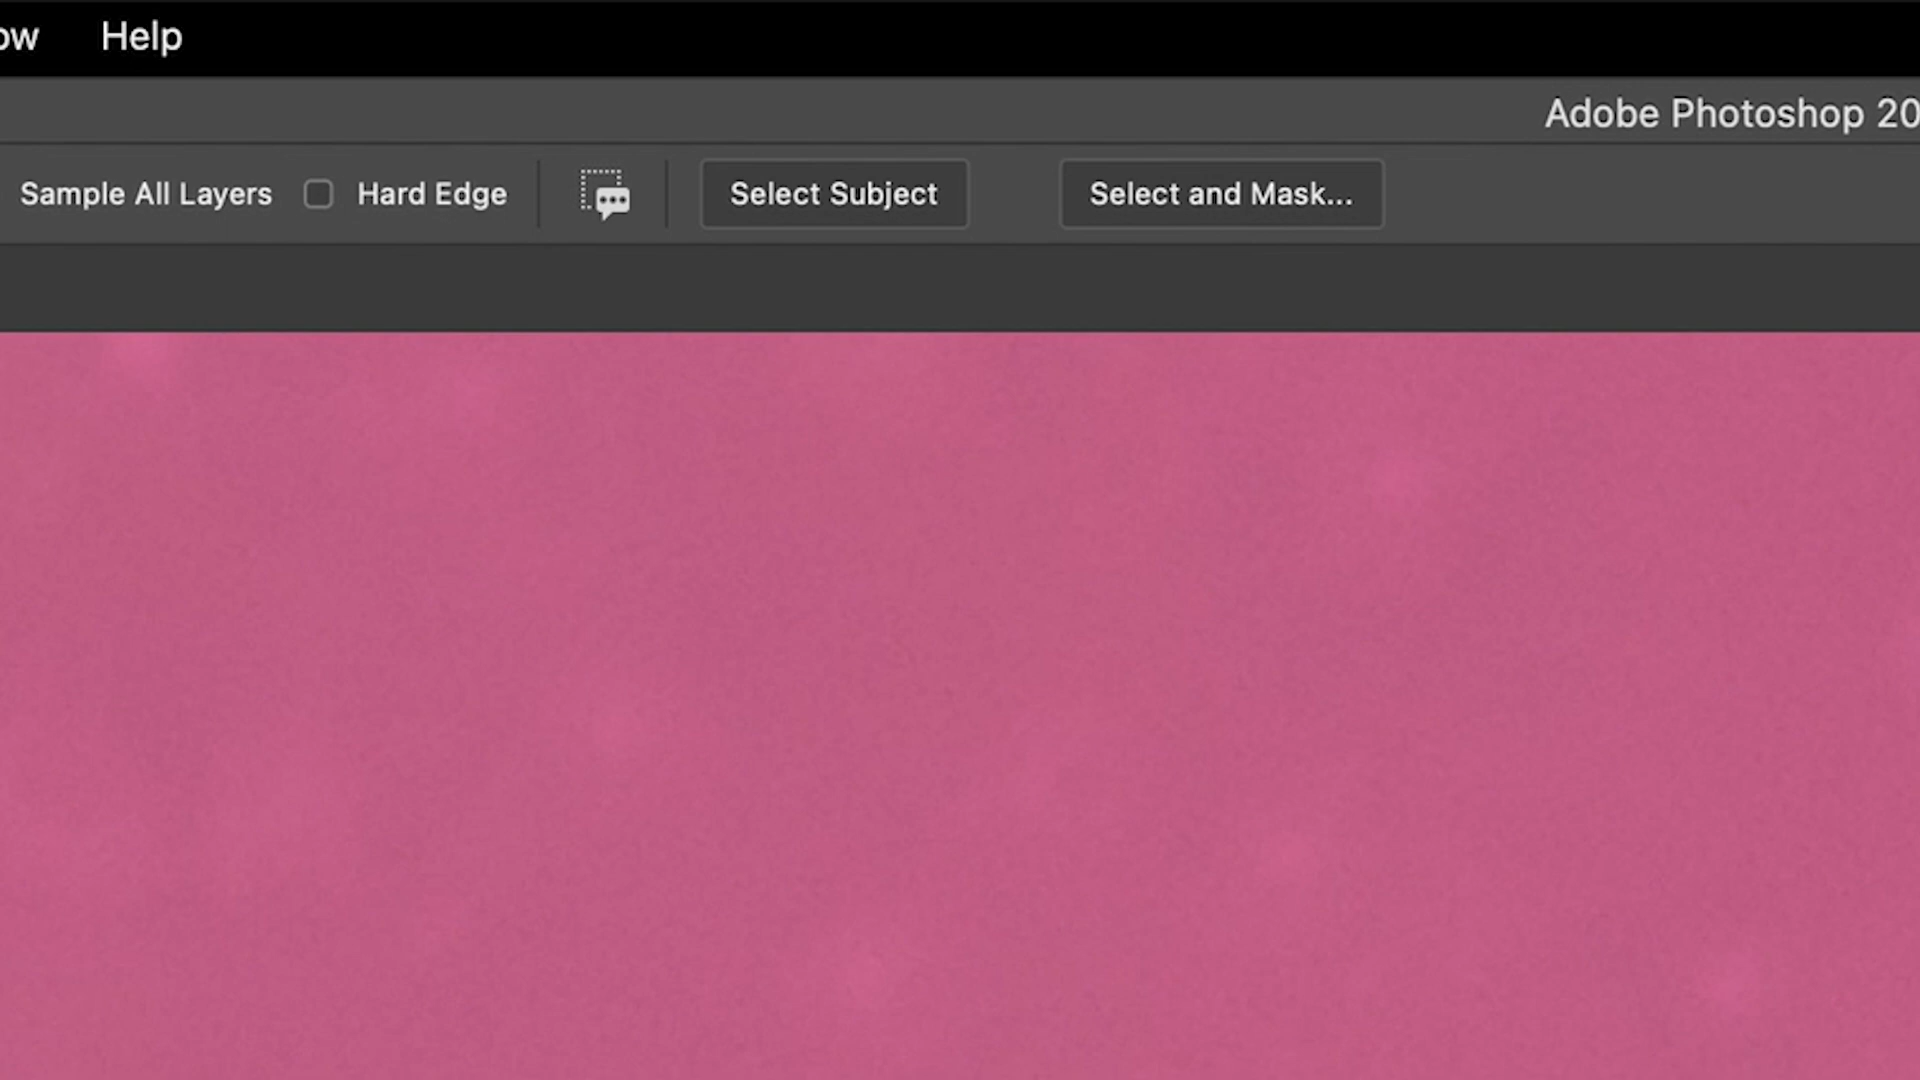 ow Help
Adobe Photoshop 20
Sample All Layers Hard Edge Select Subject Select and Mask...